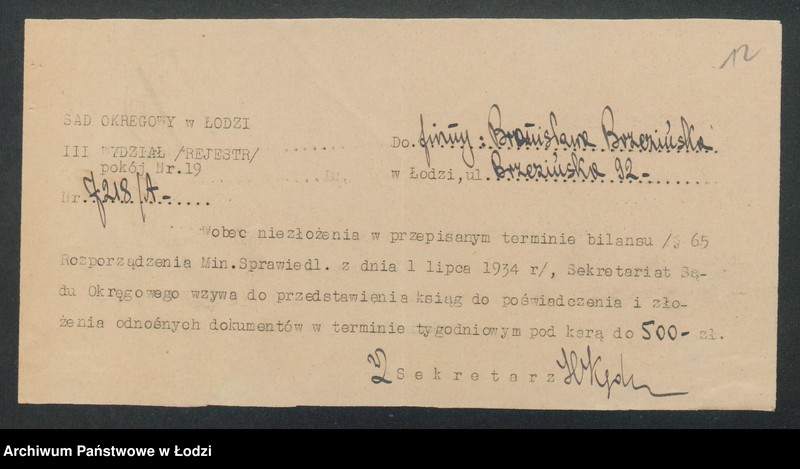 12
SĄD OKRĘGOWY w ŁODZI
III WYDZIAŁ /REJESTR/
pokój Nr.19
Nr. 7218/A-
Do firmy: Bronisława Brzezińska
w Łodzi, ul. Brzezińska 92-
Wobec niezłożenia w przepisanym terminie bilansu /§ 65
Rozporządzenia Min.Sprawiedl. z dnia 1 lipca 1934 r/, Sekretariat Są-
du Okręgowego wzywa do przedstawienia ksiąg do poświadczenia i zło-
żenia odnośnych dokumentów w terminie tygodniowym pod karą do 500- zł.
Sekretarz
Archiwum Państwowe w Łodzi